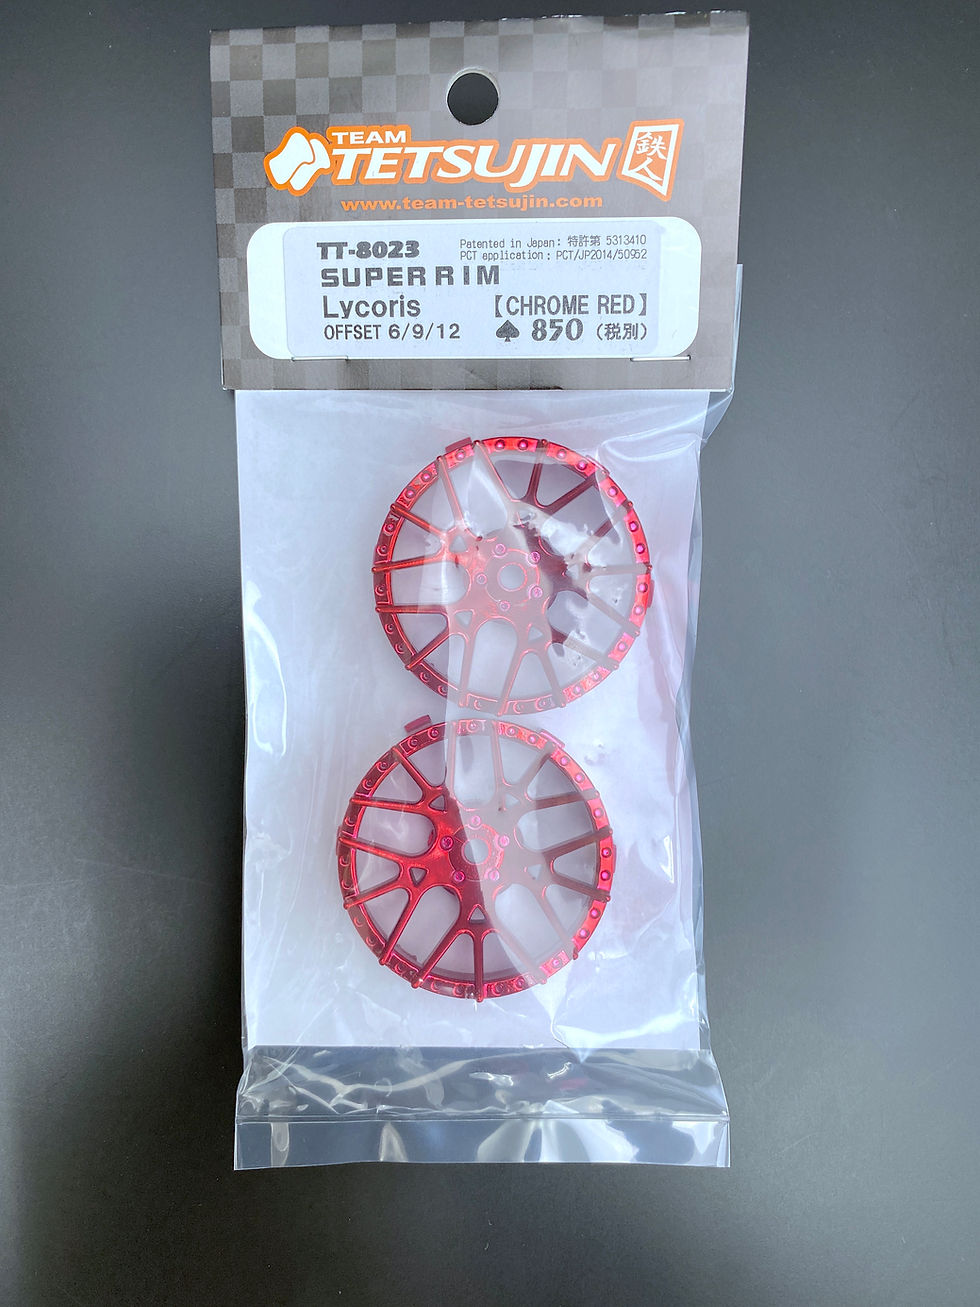 TEAM
TETSUJIN 鉄人
www.team-tetsujin.com
TT-8023 Patented in Japan: 特許第 5313410
PCT application: PCT/JP2014/50952
SUPER RIM
Lycoris 【CHROME RED】
OFFSET 6/9/12 ♠ 850 (税別)